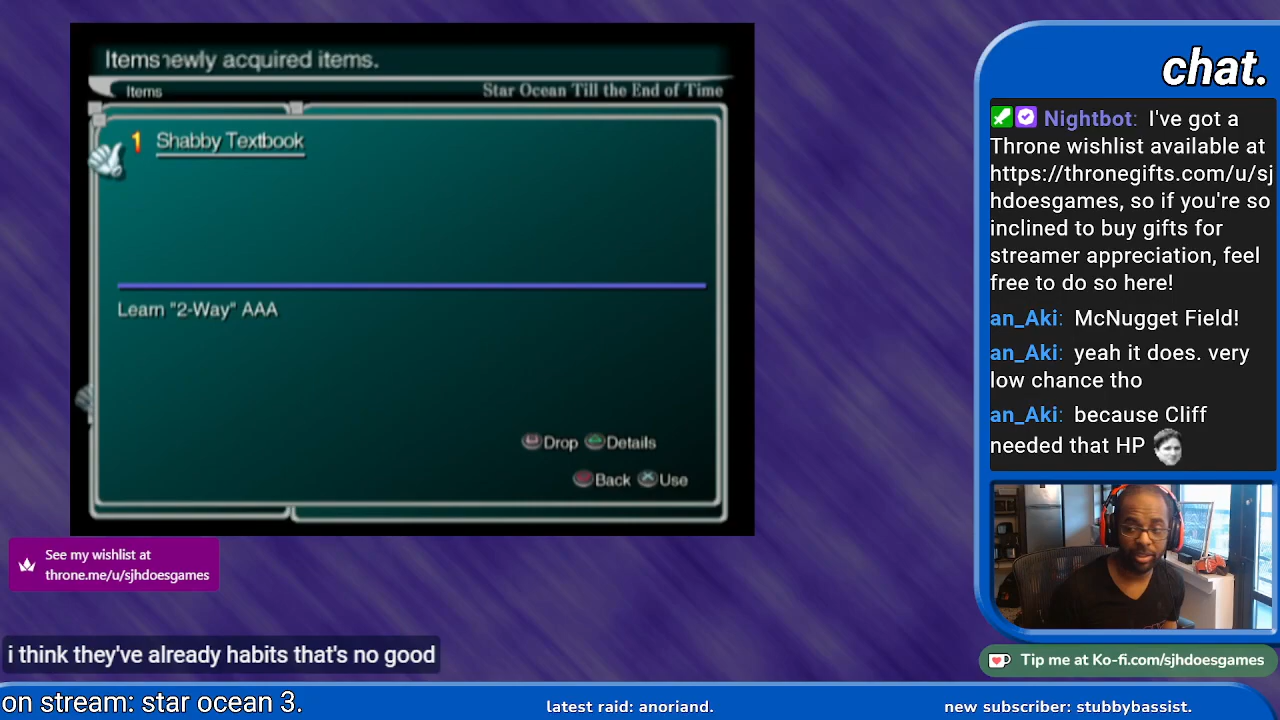 Items newly acquired items.
Items
Star Ocean Till the End of Time
1 Shabby Textbook
Learn "2-Way" AAA
Drop Details
Back Use
See my wishlist at
throne.me/u/sjhdoesgames
i think they've already habits that's no good
chat.
Nightbot: I've got a
Throne wishlist available at
https://thronegifts.com/u/sj
hdoesgames, so if you're so
inclined to buy gifts for
streamer appreciation, feel
free to do so here!
an_Aki: McNugget Field!
an_Aki: yeah it does. very
low chance tho
an_Aki: because Cliff
needed that HP
Tip me at Ko-fi.com/sjhdoesgames
on stream: star ocean 3.
latest raid: anoriand.
new subscriber: stubbybassist.